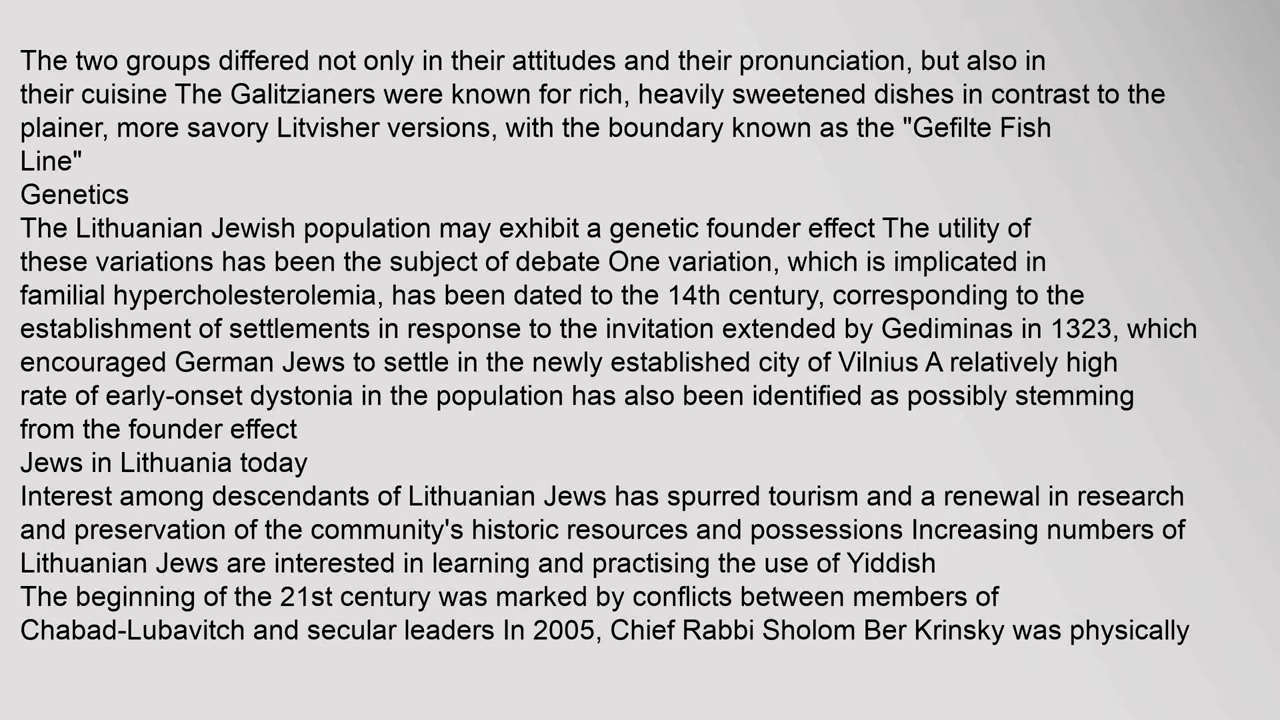 The two groups differed not only in their attitudes and their pronunciation, but also in
their cuisine The Galitzianers were known for rich, heavily sweetened dishes in contrast to the
plainer, more savory Litvisher versions, with the boundary known as the "Gefilte Fish
Line"
Genetics
The Lithuanian Jewish population may exhibit a genetic founder effect The utility of
these variations has been the subject of debate One variation, which is implicated in
familial hypercholesterolemia, has been dated to the 14th century, corresponding to the
establishment of settlements in response to the invitation extended by Gediminas in 1323, which
encouraged German Jews to settle in the newly established city of Vilnius A relatively high
rate of early-onset dystonia in the population has also been identified as possibly stemming
from the founder effect
Jews in Lithuania today
Interest among descendants of Lithuanian Jews has spurred tourism and a renewal in research
and preservation of the community's historic resources and possessions Increasing numbers of
Lithuanian Jews are interested in learning and practising the use of Yiddish
The beginning of the 21st century was marked by conflicts between members of
Chabad-Lubavitch and secular leaders In 2005, Chief Rabbi Sholom Ber Krinsky was physically